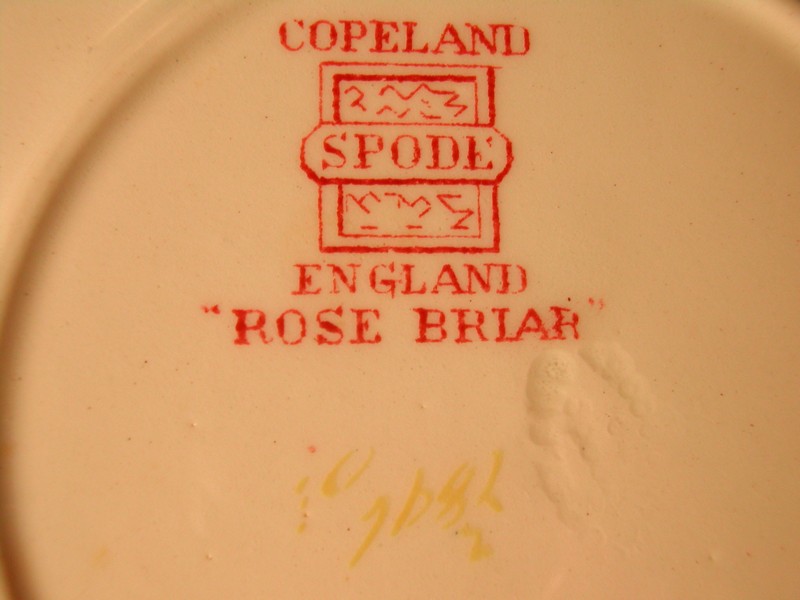 COPELAND
SPODE
ENGLAND
"ROSE BRIAR"